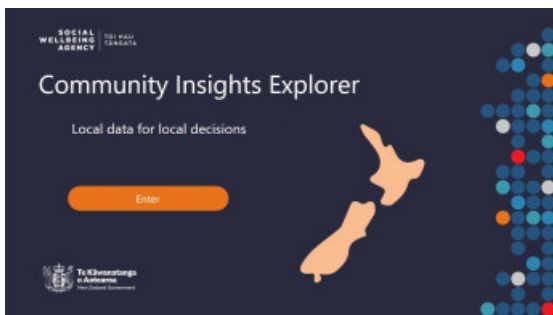 SOCIAL
WELLBEING
AGENCY
TOI HAU
TĀNGATA
Community Insights Explorer
Local data for local decisions
Enter
Te Kāwanatanga
o Aotearoa
New Zealand Government